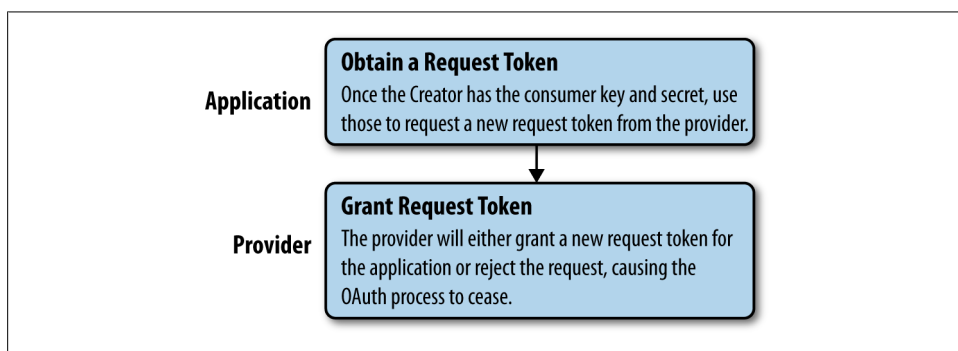 Application
Obtain a Request Token
Once the Creator has the consumer key and secret, use
those to request a new request token from the provider.
Provider
Grant Request Token
The provider will either grant a new request token for
the application or reject the request, causing the
OAuth process to cease.